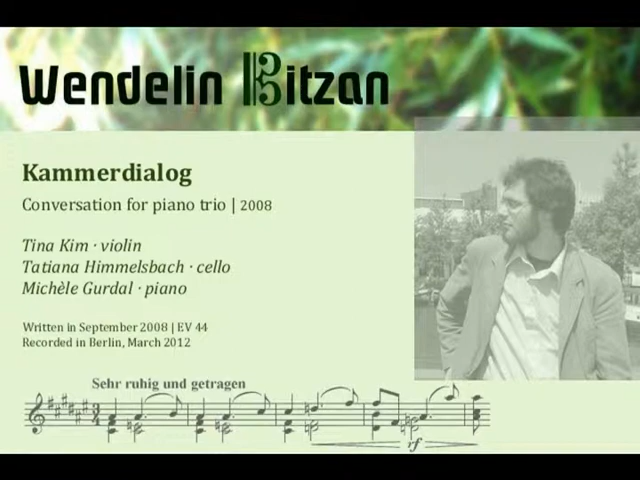 Wendelin Bitzan
Kammerdialog
Conversation for piano trio | 2008
Tina Kim · violin
Tatiana Himmelsbach · cello
Michèle Gurdal · piano
Written in September 2008 | EV 44
Recorded in Berlin, March 2012
Sehr ruhig und getragen
rf